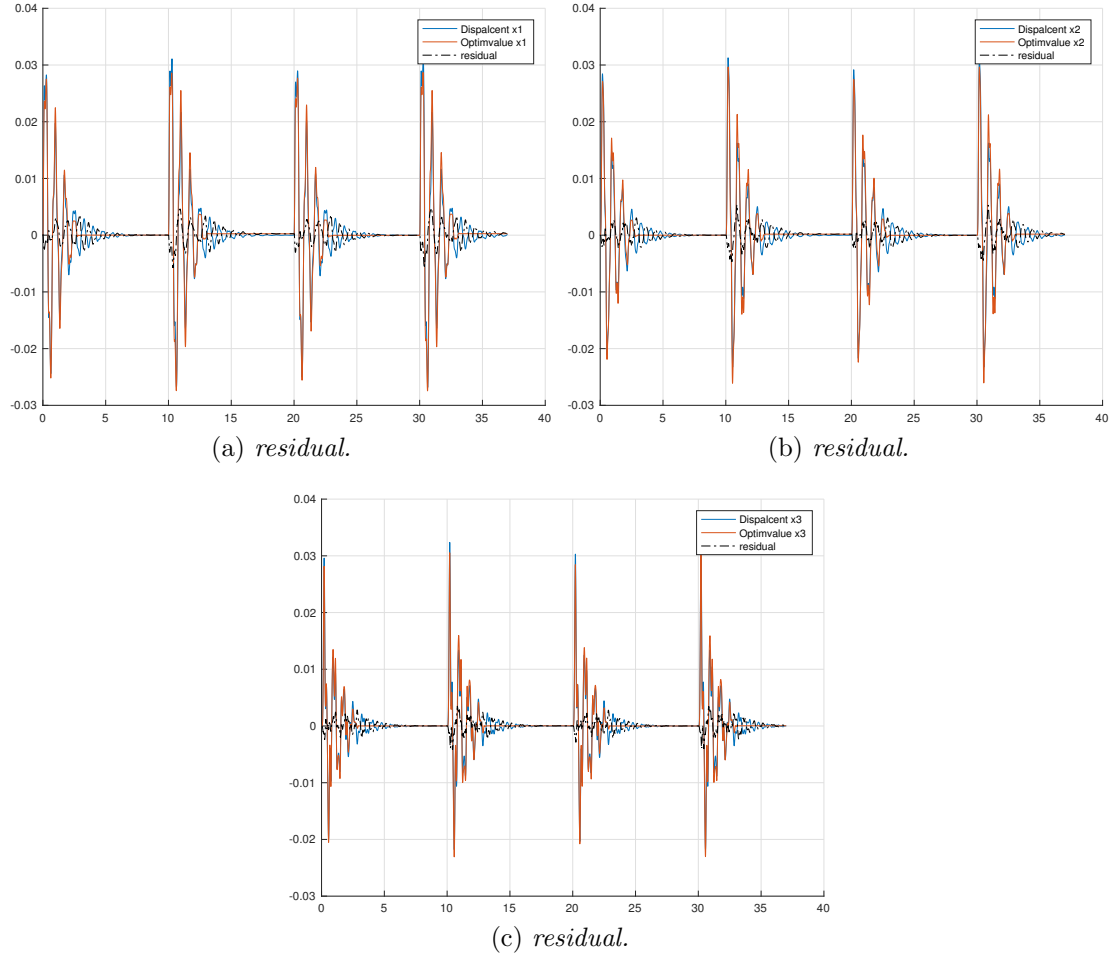 0.04
0.03
0.02
0.01
0
-0.01
-0.02
-0.03
0 5 10 15 20 25 30 35 40
Dispalcent x1
Optimvalue x1
residual
(a) residual.
0.04
0.03
0.02
0.01
0
-0.01
-0.02
-0.03
0 5 10 15 20 25 30 35 40
Dispalcent x2
Optimvalue x2
residual
(b) residual.
0.04
0.03
0.02
0.01
0
-0.01
-0.02
-0.03
0 5 10 15 20 25 30 35 40
Dispalcent x3
Optimvalue x3
residual
(c) residual.